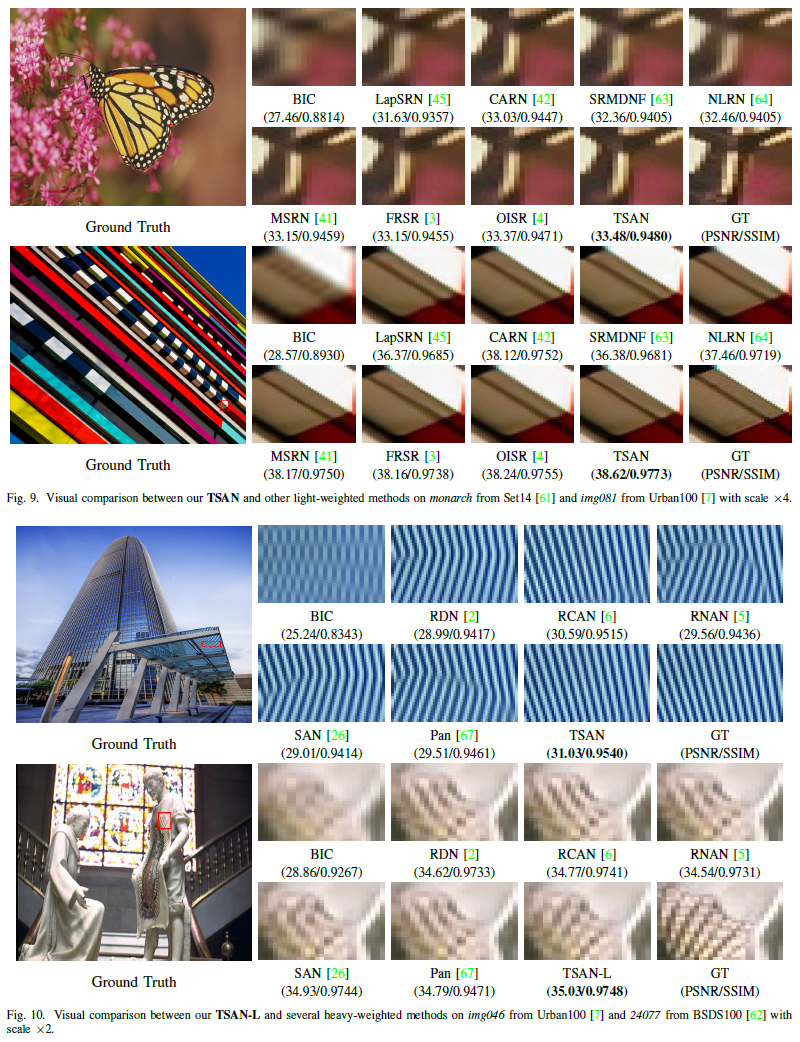 BIC LapSRN [45] CARN [42] SRMDNF [63] NLRN [64]
(27.46/0.8814) (31.63/0.9357) (33.03/0.9447) (32.36/0.9405) (32.46/0.9405)
Ground Truth
MSRN [41] FRSR [3] OISR [4] TSAN GT
(33.15/0.9459) (33.15/0.9455) (33.37/0.9471) (33.48/0.9480) (PSNR/SSIM)
BIC LapSRN [45] CARN [42] SRMDNF [63] NLRN [64]
(28.57/0.8930) (36.37/0.9685) (38.12/0.9752) (36.38/0.9681) (37.46/0.9719)
Ground Truth
MSRN [41] FRSR [3] OISR [4] TSAN GT
(38.17/0.9750) (38.16/0.9738) (38.24/0.9755) (38.62/0.9773) (PSNR/SSIM)
Fig. 9. Visual comparison between our TSAN and other light-weighted methods on monarch from Set14 [61] and img081 from Urban100 [7] with scale ×4.
BIC RDN [2] RCAN [6] RNAN [5]
(25.24/0.8343) (28.99/0.9417) (30.59/0.9515) (29.56/0.9436)
Ground Truth
SAN [26] Pan [67] TSAN GT
(29.01/0.9414) (29.51/0.9461) (31.03/0.9540) (PSNR/SSIM)
BIC RDN [2] RCAN [6] RNAN [5]
(28.86/0.9267) (34.62/0.9733) (34.77/0.9741) (34.54/0.9731)
Ground Truth
SAN [26] Pan [67] TSAN-L GT
(34.93/0.9744) (34.79/0.9471) (35.03/0.9748) (PSNR/SSIM)
Fig. 10. Visual comparison between our TSAN-L and several heavy-weighted methods on img046 from Urban100 [7] and 24077 from BSDS100 [62] with
scale ×2.